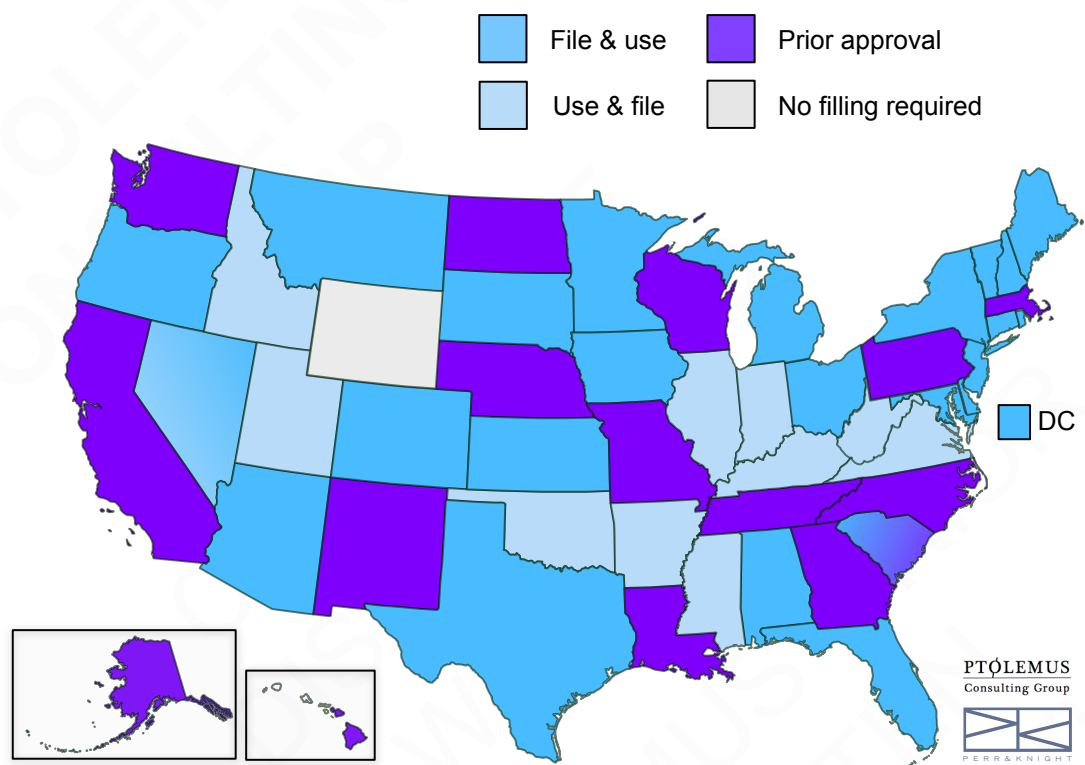 File & use
Prior approval
Use & file
No filling required
DC
PTOLEMUS
Consulting Group
PERR&KNIGHT